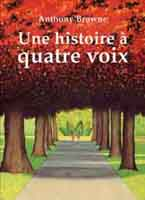 Anthony Browne
Une histoire à
quatre voix